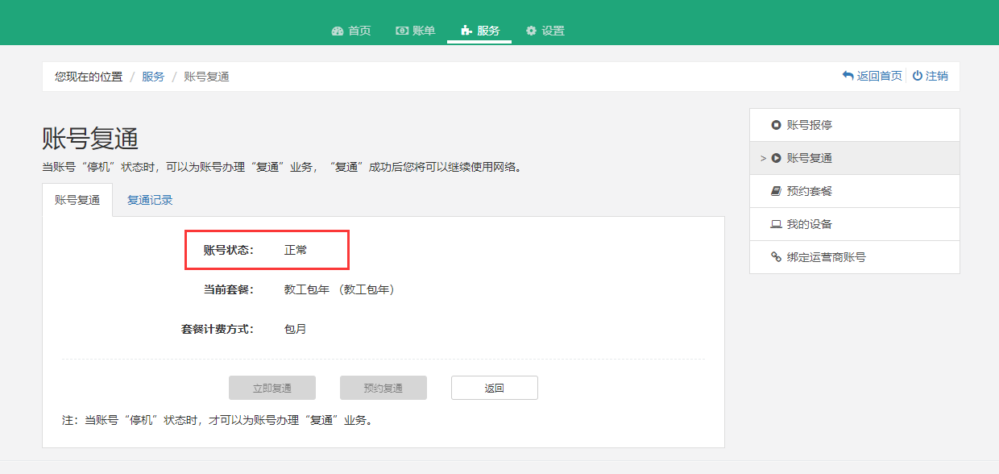 首页 账单 服务 设置
您现在的位置 / 服务 / 账号复通 返回首页 注销
账号复通
当账号“停机”状态时，可以为账号办理“复通”业务，“复通”成功后您将可以继续使用网络。
账号复通 复通记录
账号状态： 正常
当前套餐： 教工包年 （教工包年）
套餐计费方式： 包月
立即复通 预约复通 返回
注：当账号“停机”状态时，才可以为账号办理“复通”业务。
账号报停
> 账号复通
预约套餐
我的设备
绑定运营商账号